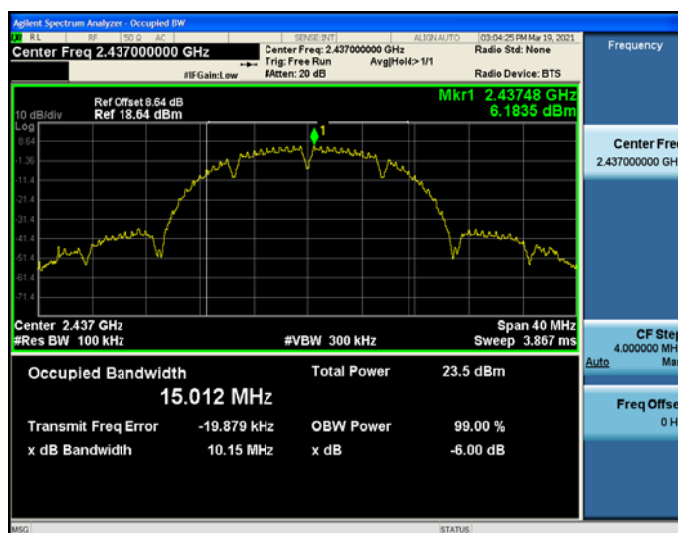 Agilent Spectrum Analyzer - Occupied BW
RL RF 50 Ω AC SENSE:INT ALIGN AUTO 03:04:25 PM Mar 19, 2021
Center Freq 2.437000000 GHz
Center Freq: 2.437000000 GHz
Radio Std: None
Trig: Free Run Avg|Hold:> 1/1
#IFGain:Low
#Atten: 20 dB
Radio Device: BTS
Frequency
Mkr1 2.43748 GHz
6.1835 dBm
Ref Offset 8.64 dB
10 dB/div Ref 18.64 dBm
Log
8.64
1
-1.36
-11.4
-21.4
-31.4
-41.4
-51.4
-61.4
-71.4
Center 2.437 GHz Span 40 MHz
#Res BW 100 kHz #VBW 300 kHz Sweep 3.867 ms
Occupied Bandwidth Total Power 23.5 dBm
15.012 MHz
Transmit Freq Error -19.879 kHz OBW Power 99.00 %
x dB Bandwidth 10.15 MHz x dB -6.00 dB
Center Fre
2.437000000 GH
CF Ste
4.000000 MH
Auto Ma
Freq Offse
0 H
MSG STATUS